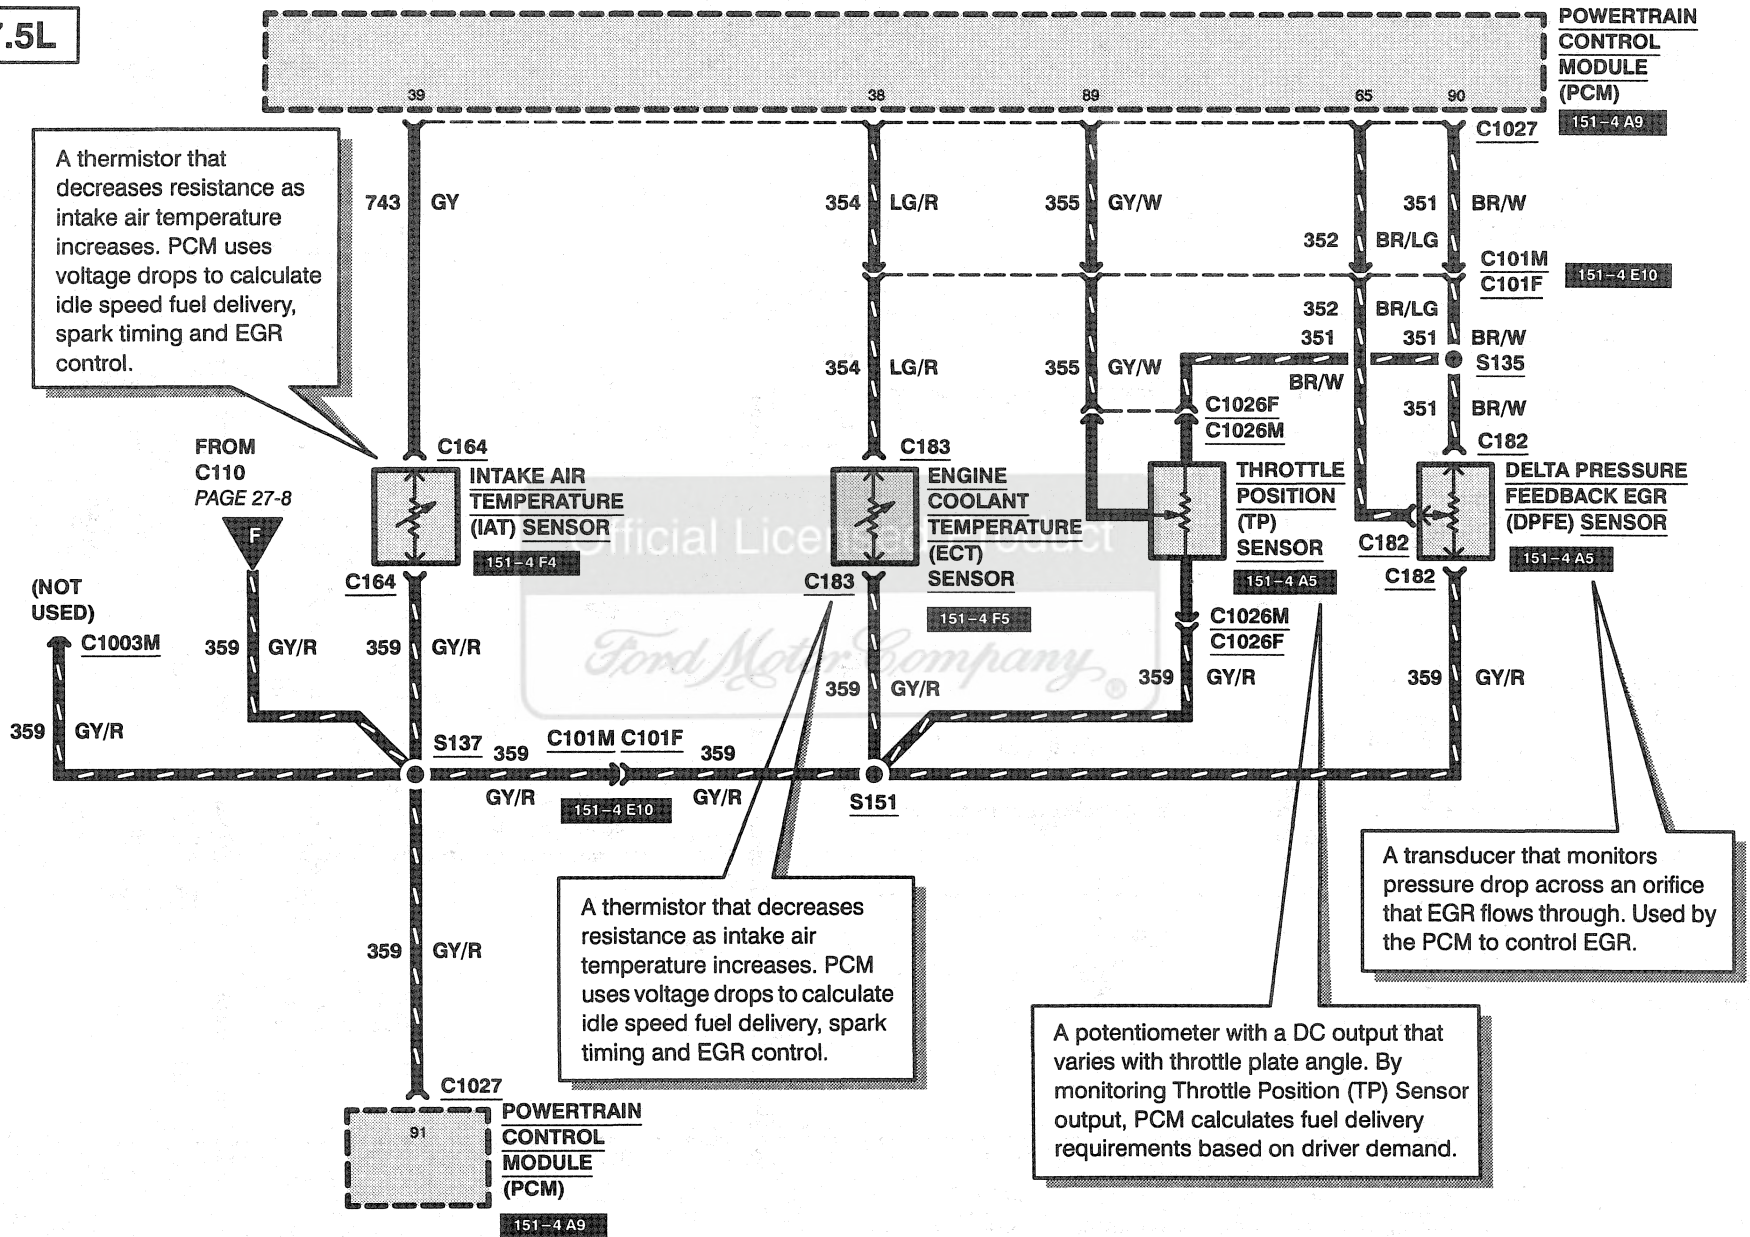 7.5L
POWERTRAIN
CONTROL
MODULE
(PCM)
151-4 A9
39
38
89
65
90
C1027
A thermistor that
decreases resistance as
intake air temperature
increases. PCM uses
voltage drops to calculate
idle speed fuel delivery,
spark timing and EGR
control.
743 GY
354 LG/R
355 GY/W
351 BR/W
352 BR/LG
C101M
C101F
151-4 E10
352 BR/LG
351
351 BR/W
S135
BR/W
354 LG/R
355 GY/W
351 BR/W
C1026F
C1026M
FROM
C110
PAGE 27-8
F
C164
INTAKE AIR
TEMPERATURE
(IAT) SENSOR
151-4 F4
C164
C183
ENGINE
COOLANT
TEMPERATURE
(ECT)
SENSOR
151-4 F5
C183
THROTTLE
POSITION
(TP)
SENSOR
151-4 A5
C182
DELTA PRESSURE
FEEDBACK EGR
(DPFE) SENSOR
151-4 A5
C182
C182
Official Licensed Product
Ford Motor Company ®
(NOT
USED)
C1003M
359 GY/R
359 GY/R
359 GY/R
359 GY/R
C1026M
C1026F
359 GY/R
359 GY/R
S137
359
C101M C101F
359
GY/R
151-4 E10
GY/R
S151
359 GY/R
A thermistor that decreases
resistance as intake air
temperature increases. PCM
uses voltage drops to calculate
idle speed fuel delivery, spark
timing and EGR control.
A transducer that monitors
pressure drop across an orifice
that EGR flows through. Used by
the PCM to control EGR.
A potentiometer with a DC output that
varies with throttle plate angle. By
monitoring Throttle Position (TP) Sensor
output, PCM calculates fuel delivery
requirements based on driver demand.
C1027
91
POWERTRAIN
CONTROL
MODULE
(PCM)
151-4 A9